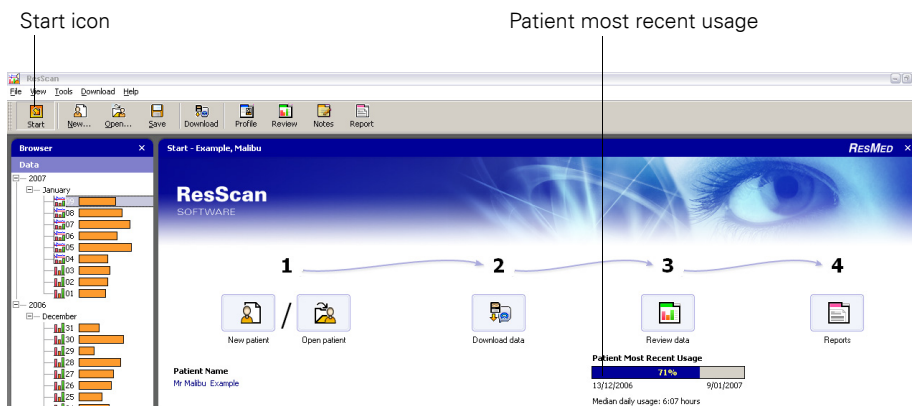 Start icon
Patient most recent usage
ResScan
File View Tools Download Help
Start New... Open... Save Download Profile Review Notes Report
Browser
Start - Example, Malibu
RESMED
Data
2007
January
08
07
06
05
04
03
02
01
2006
December
31
30
29
28
27
26
25
ResScan
SOFTWARE
1 2 3 4
/
New patient Open patient Download data Review data Reports
Patient Name
Mr Malibu Example
Patient Most Recent Usage
71%
13/12/2006 9/01/2007
Median daily usage: 6:07 hours